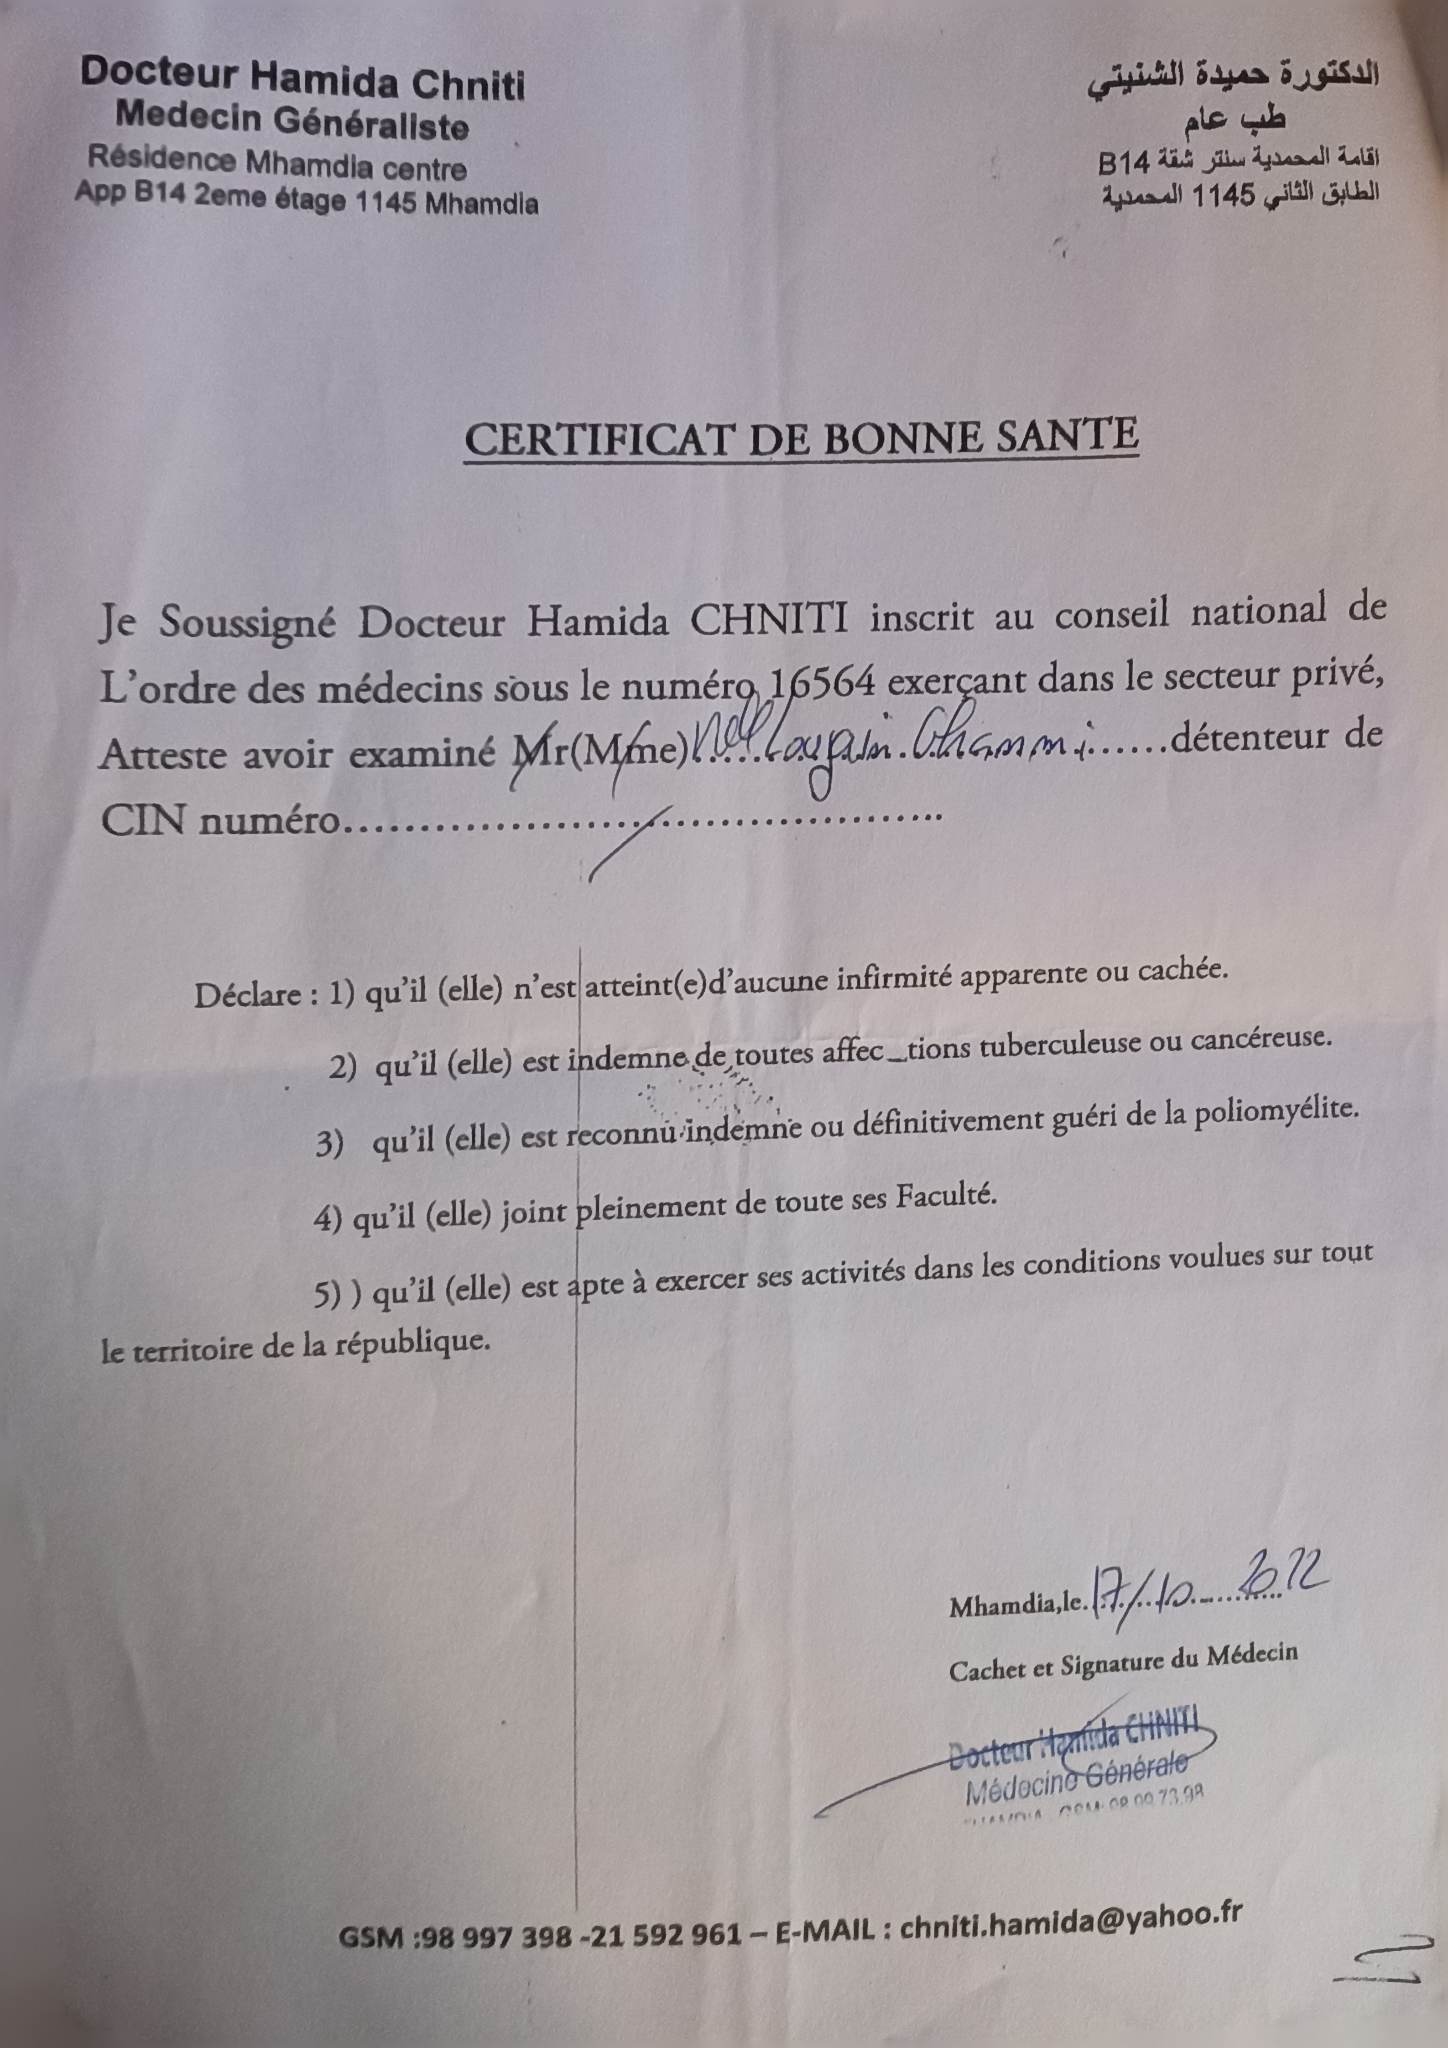 Docteur Hamida Chniti
Medecin Généraliste
Résidence Mhamdia centre
App B14 2eme étage 1145 Mhamdia
الدكتورة حميدة الشنيتي
طب عام
اقامة المحمدية سنتر شقة B14
الطابق الثاني 1145 المحمدية
CERTIFICAT DE BONNE SANTE
Je Soussigné Docteur Hamida CHNITI inscrit au conseil national de
L'ordre des médecins sous le numéro 16564 exerçant dans le secteur privé,
Atteste avoir examiné Mr(Mme)...........détenteur de
CIN numéro........................................
Déclare : 1) qu'il (elle) n'est atteint(e)d'aucune infirmité apparente ou cachée.
2) qu'il (elle) est indemne de toutes affec_tions tuberculeuse ou cancéreuse.
3) qu'il (elle) est reconnu indemne ou définitivement guéri de la poliomyélite.
4) qu'il (elle) joint pleinement de toute ses Faculté.
5) ) qu'il (elle) est apte à exercer ses activités dans les conditions voulues sur tout
le territoire de la république.
Mhamdia,le.17/10 2022
Cachet et Signature du Médecin
Docteur Hamida CHNITI
Médecine Générale
GSM :98 997 398 -21 592 961 – E-MAIL : chniti.hamida@yahoo.fr